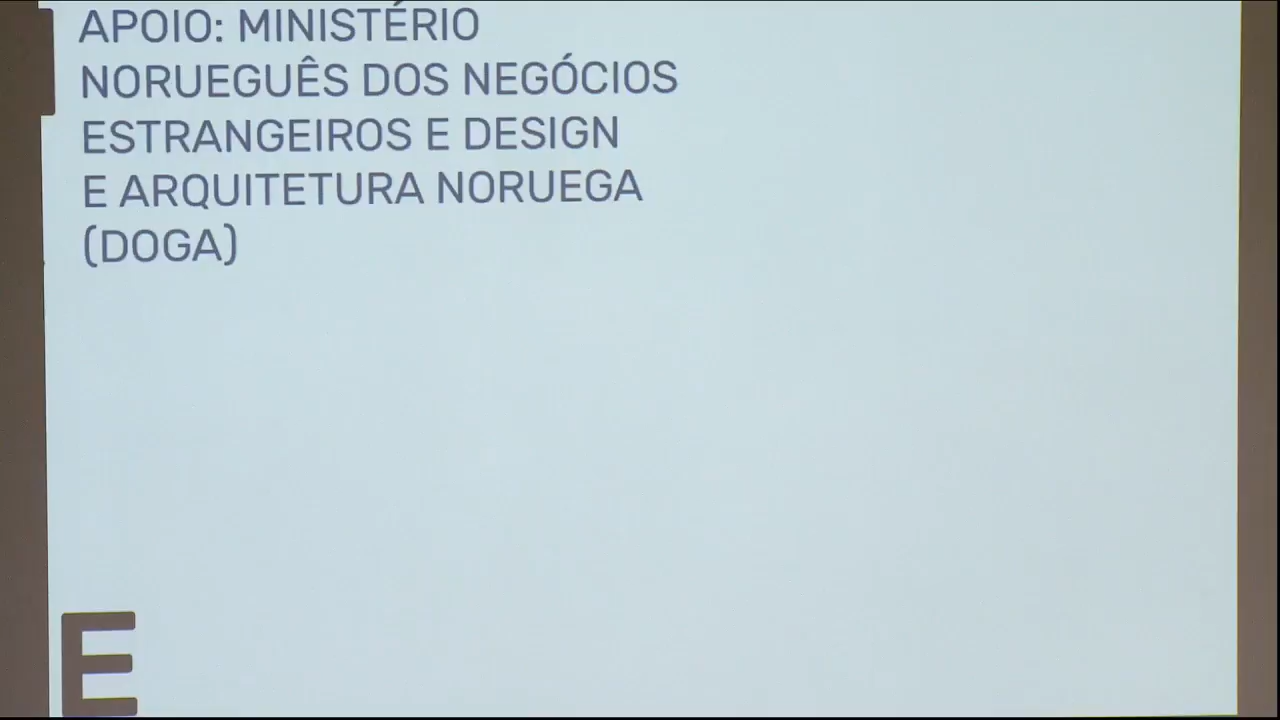 APOIO: MINISTÉRIO
NORUEGUÊS DOS NEGÓCIOS
ESTRANGEIROS E DESIGN
E ARQUITETURA NORUEGA
(DOGA)
E